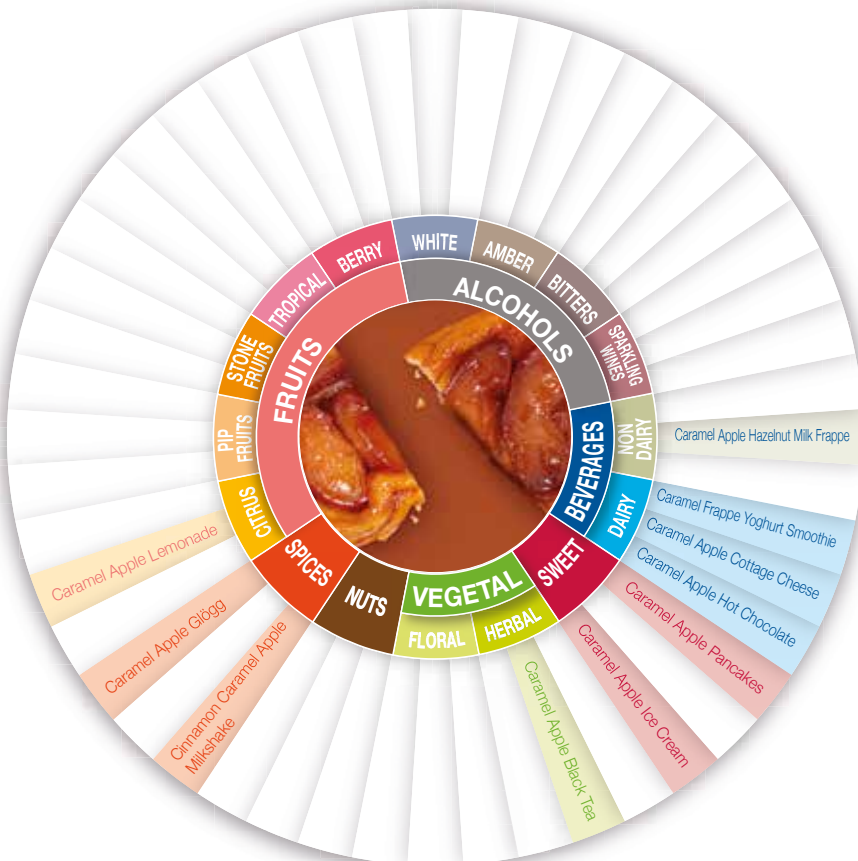 ALCOHOLS
WHITE
AMBER
BITTERS
SPARKLING
WINES
BEVERAGES
NON
DAIRY
Caramel Apple Hazelnut Milk Frappe
DAIRY
Caramel Frappe Yoghurt Smoothie
Caramel Apple Cottage Cheese
Caramel Apple Hot Chocolate
SWEET
Caramel Apple Pancakes
Caramel Apple Ice Cream
VEGETAL
HERBAL
Caramel Apple Black Tea
FLORAL
NUTS
SPICES
Cinnamon Caramel Apple
Milkshake
Caramel Apple Glögg
FRUITS
CITRUS
Caramel Apple Lemonade
PIP
FRUITS
STONE
FRUITS
TROPICAL
BERRY